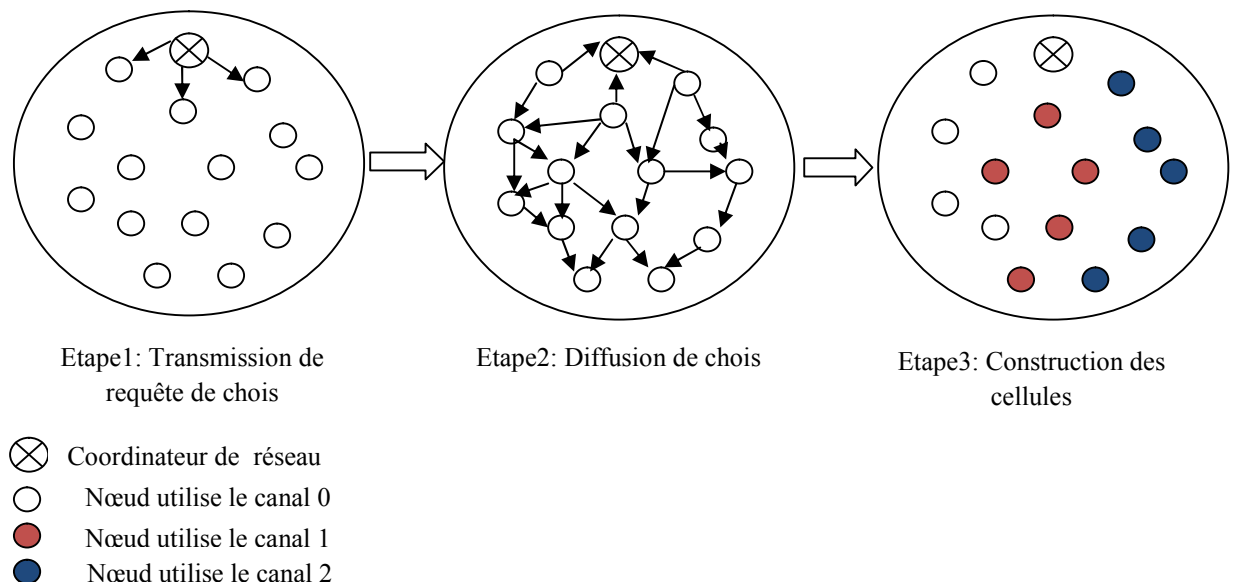 Etape1: Transmission de
requête de chois
Etape2: Diffusion de chois
Etape3: Construction des
cellules
Coordinateur de réseau
Nœud utilise le canal 0
Nœud utilise le canal 1
Nœud utilise le canal 2